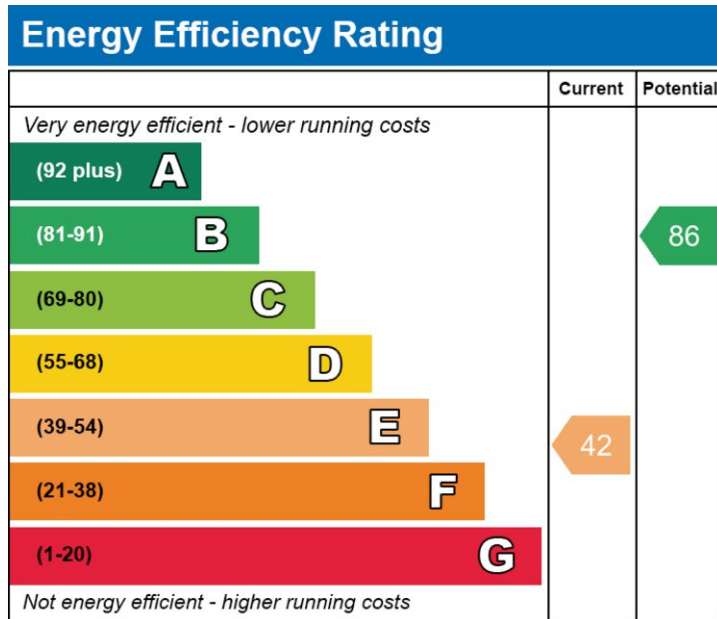 Energy Efficiency Rating
Current Potential
Very energy efficient - lower running costs
(92 plus) A
(81-91) B
86
(69-80) C
(55-68) D
(39-54) E
42
(21-38) F
(1-20) G
Not energy efficient - higher running costs